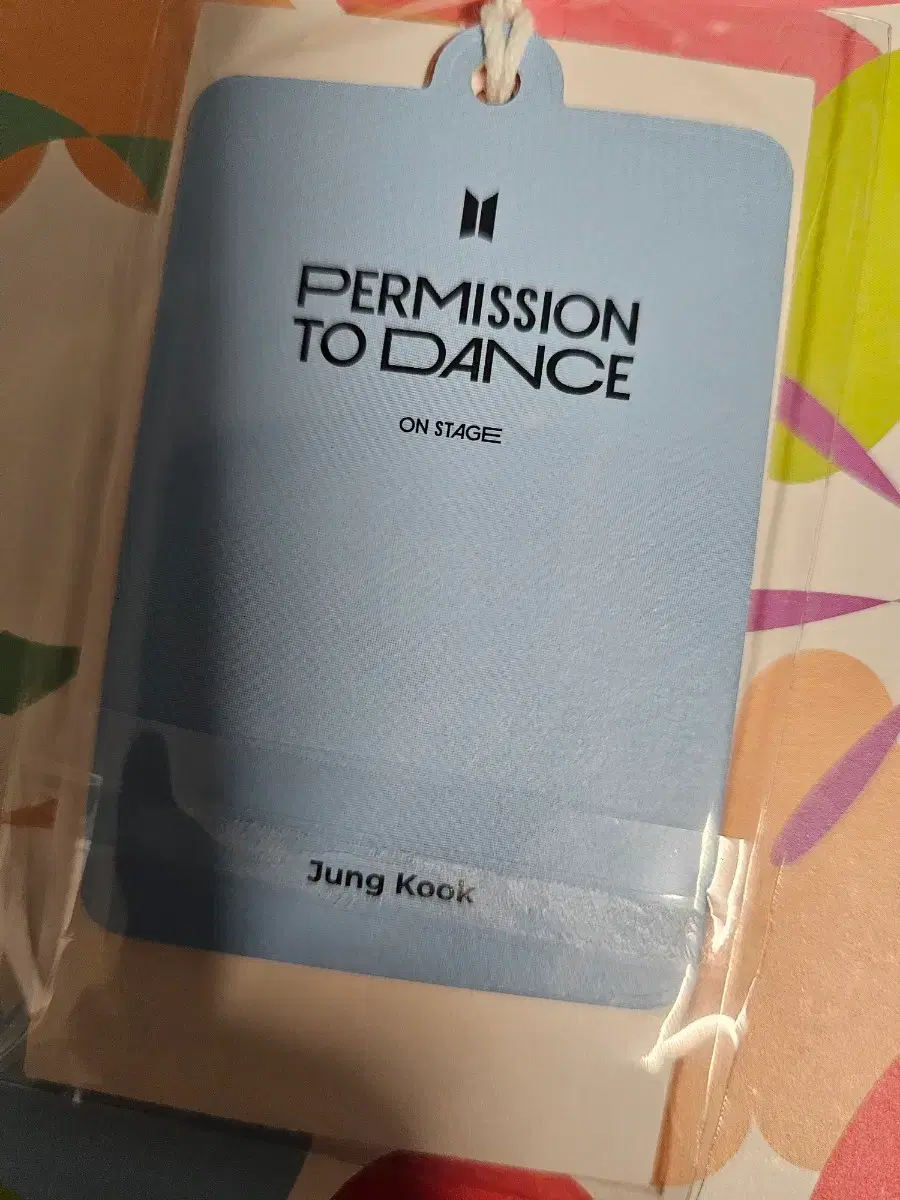 PERMISSION
TO DANCE
ON STAGE
Jung Kook